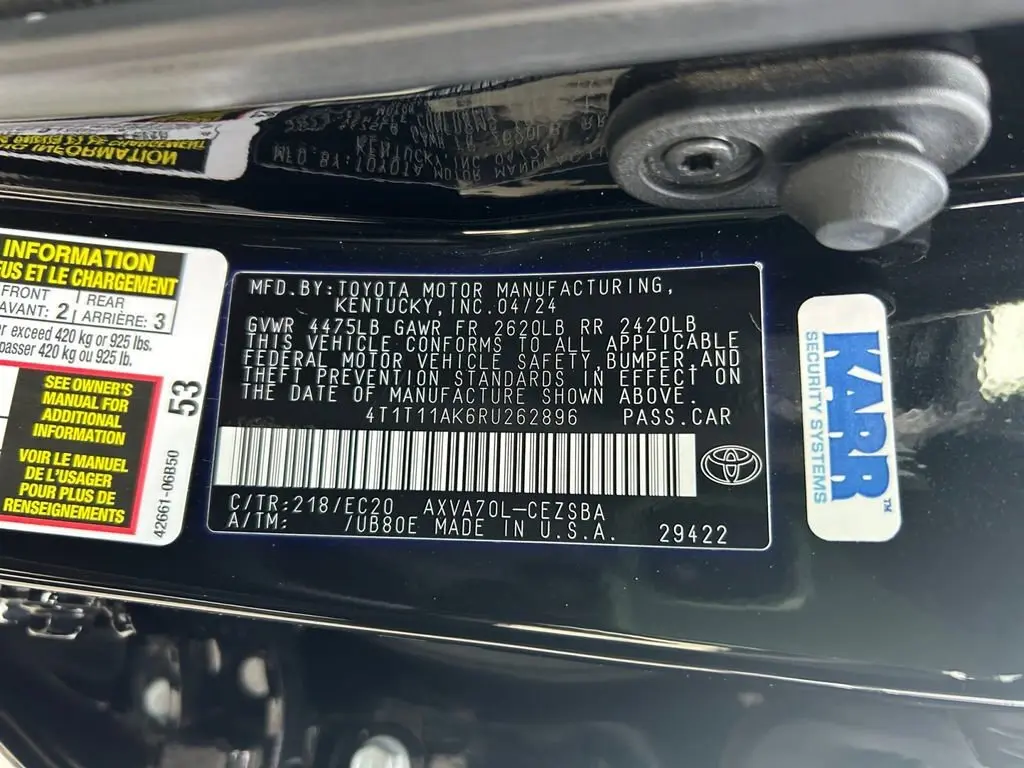 INFORMATION
US ET LE CHARGEMENT
FRONT
AVANT: 2
REAR
ARRIÈRE: 3
exceed 420 kg or 925 lbs.
passer 420 kg ou 925 lb.
SEE OWNER'S
MANUAL FOR
ADDITIONAL
INFORMATION
VOIR LE MANUEL
DE L'USAGER
POUR PLUS DE
RENSEIGNEMENTS
53
42661-06B50
MFD.BY:TOYOTA MOTOR MANUFACTURING,
KENTUCKY,INC.04/24
GVWR 4475LB GAWR FR 2620LB RR 2420LB
THIS VEHICLE CONFORMS TO ALL APPLICABLE
FEDERAL MOTOR VEHICLE SAFETY,BUMPER,AND
THEFT PREVENTION STANDARDS IN EFFECT ON
THE DATE OF MANUFACTURE SHOWN ABOVE.
4T1T11AK6RU262896 PASS.CAR
C/TR:218/EC20 AXVA70L-CEZSBA
A/TM: 7UB80E MADE IN U.S.A. 29422
KARR™
SECURITY SYSTEMS